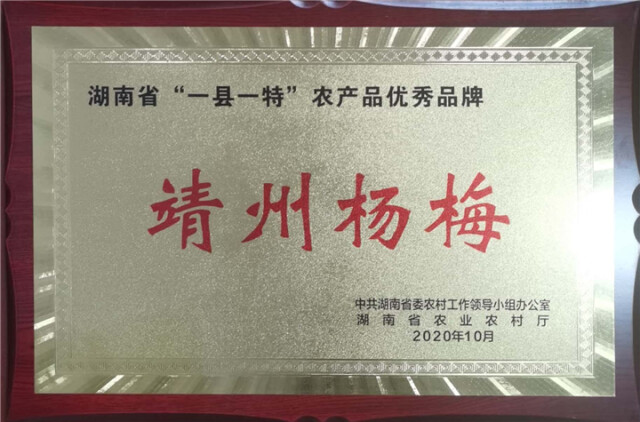 湖南省“一县一特”农产品优秀品牌
靖州杨梅
中共湖南省委农村工作领导小组办公室
湖南省农业农村厅
2020年10月